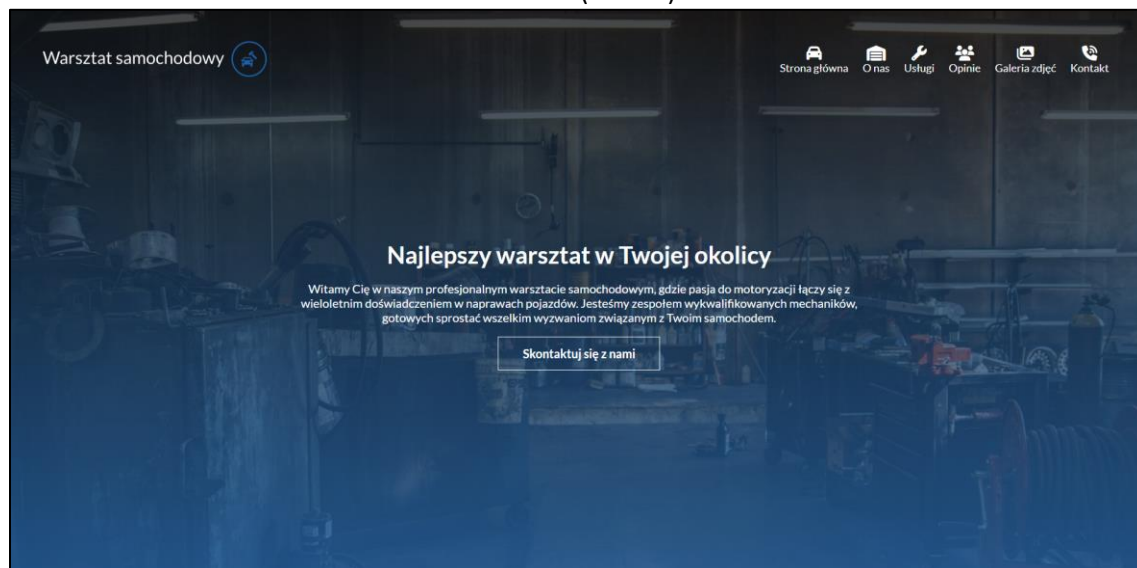 Warsztat samochodowy
Strona główna O nas Usługi Opinie Galeria zdjęć Kontakt
Najlepszy warsztat w Twojej okolicy
Witamy Cię w naszym profesjonalnym warsztacie samochodowym, gdzie pasja do motoryzacji łączy się z
wieloletnim doświadczeniem w naprawach pojazdów. Jesteśmy zespołem wykwalifikowanych mechaników,
gotowych sprostać wszelkim wyzwaniom związanym z Twoim samochodem.
Skontaktuj się z nami